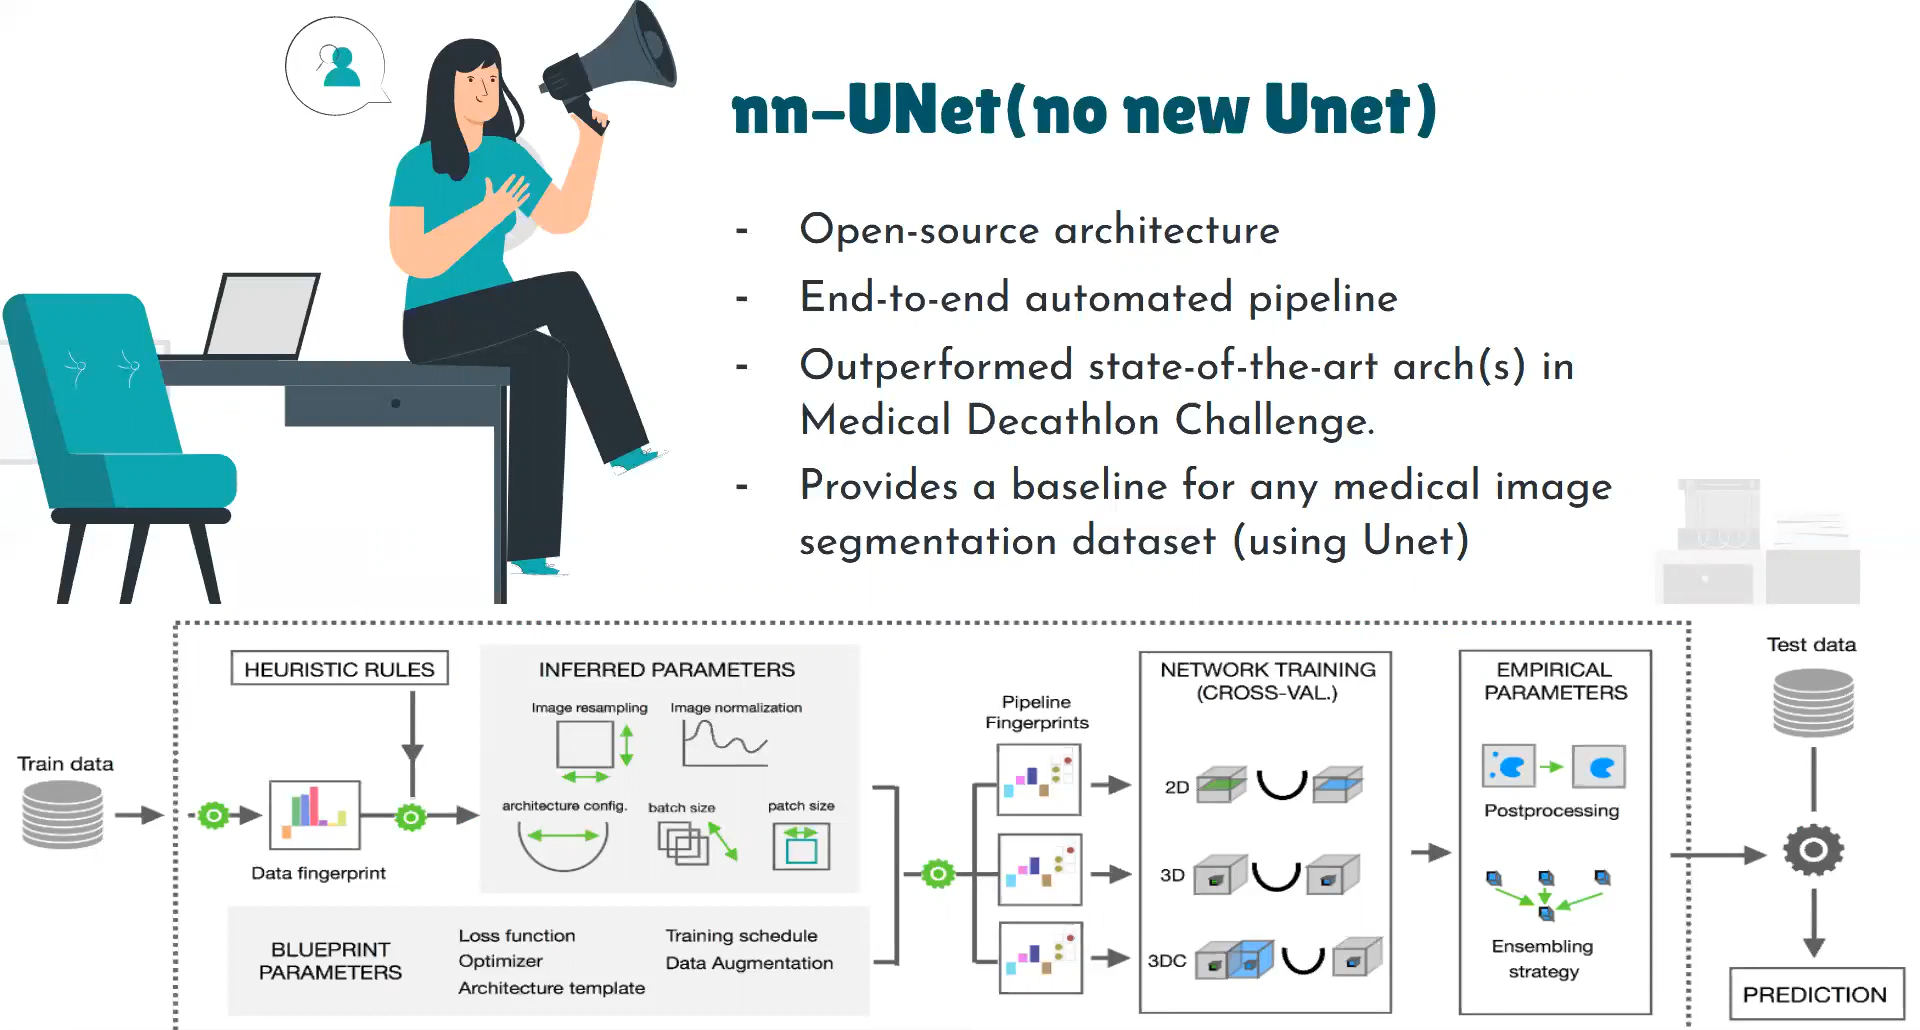 nn-UNet(no new Unet)
- Open-source architecture
- End-to-end automated pipeline
- Outperformed state-of-the-art arch(s) in
Medical Decathlon Challenge.
- Provides a baseline for any medical image
segmentation dataset (using Unet)
Train data
HEURISTIC RULES
Data fingerprint
INFERRED PARAMETERS
Image resampling
Image normalization
architecture config.
batch size
patch size
BLUEPRINT
PARAMETERS
Loss function
Optimizer
Architecture template
Training schedule
Data Augmentation
Pipeline
Fingerprints
NETWORK TRAINING
(CROSS-VAL.)
2D
3D
3DC
EMPIRICAL
PARAMETERS
Postprocessing
Ensembling
strategy
Test data
PREDICTION